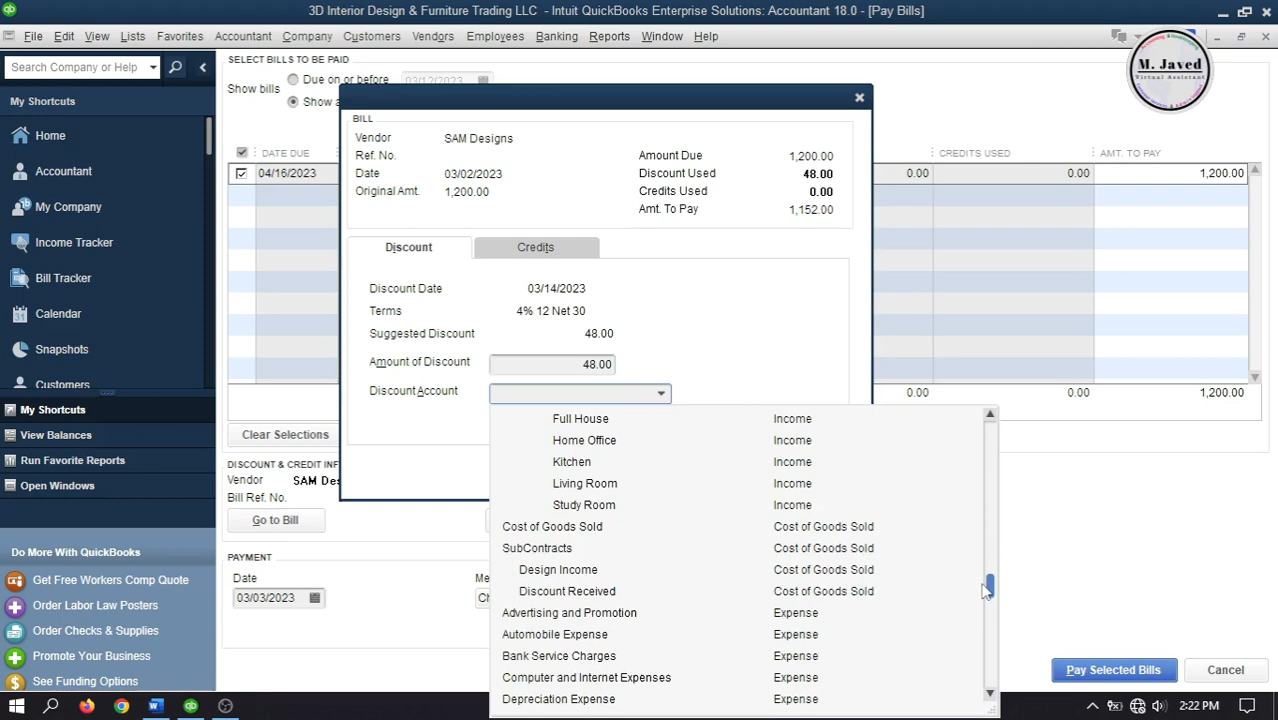 3D Interior Design & Furniture Trading LLC - Intuit QuickBooks Enterprise Solutions: Accountant 18.0 - [Pay Bills]
File Edit View Lists Favorites Accountant Company Customers Vendors Employees Banking Reports Window Help
M. Javed
Virtual Assistant
Search Company or Help
My Shortcuts
Home
Accountant
My Company
Income Tracker
Bill Tracker
Calendar
Snapshots
Customers
My Shortcuts
View Balances
Run Favorite Reports
Open Windows
Do More With QuickBooks
Get Free Workers Comp Quote
Order Labor Law Posters
Order Checks & Supplies
Promote Your Business
See Funding Options
SELECT BILLS TO BE PAID
Show bills
Due on or before 03/12/2023
Show a
DATE DUE
CREDITS USED
AMT. TO PAY
04/16/2023
0.00 0.00 1,200.00
0.00 0.00 1,200.00
Clear Selections
DISCOUNT & CREDIT INF
Vendor SAM Des
Bill Ref. No.
Go to Bill
PAYMENT
Date
Me
03/03/2023
Ch
BILL
Vendor SAM Designs
Ref. No.
Date 03/02/2023
Original Amt. 1,200.00
Amount Due 1,200.00
Discount Used 48.00
Credits Used 0.00
Amt. To Pay 1,152.00
Discount
Credits
Discount Date 03/14/2023
Terms 4% 12 Net 30
Suggested Discount 48.00
Amount of Discount 48.00
Discount Account
Full House Income
Home Office Income
Kitchen Income
Living Room Income
Study Room Income
Cost of Goods Sold Cost of Goods Sold
SubContracts Cost of Goods Sold
Design Income Cost of Goods Sold
Discount Received Cost of Goods Sold
Advertising and Promotion Expense
Automobile Expense Expense
Bank Service Charges Expense
Computer and Internet Expenses Expense
Depreciation Expense Expense
Pay Selected Bills
Cancel
2:22 PM